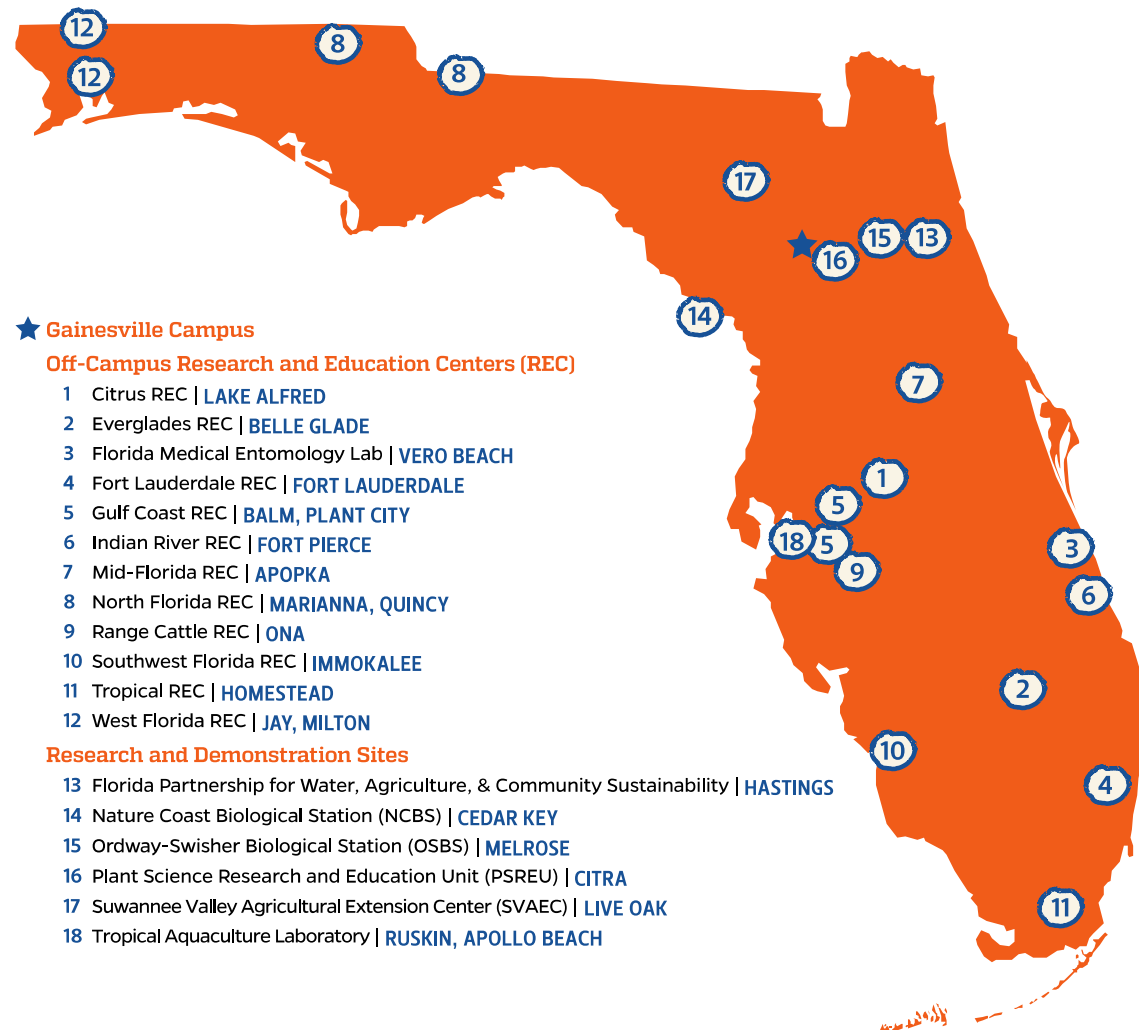 12
8
12
8
17
15
13
16
14
7
1
5
18
5
9
3
6
2
10
4
11
Gainesville Campus
Off-Campus Research and Education Centers (REC)
1 Citrus REC | LAKE ALFRED
2 Everglades REC | BELLE GLADE
3 Florida Medical Entomology Lab | VERO BEACH
4 Fort Lauderdale REC | FORT LAUDERDALE
5 Gulf Coast REC | BALM, PLANT CITY
6 Indian River REC | FORT PIERCE
7 Mid-Florida REC | APOPKA
8 North Florida REC | MARIANNA, QUINCY
9 Range Cattle REC | ONA
10 Southwest Florida REC | IMMOKALEE
11 Tropical REC | HOMESTEAD
12 West Florida REC | JAY, MILTON
Research and Demonstration Sites
13 Florida Partnership for Water, Agriculture, & Community Sustainability | HASTINGS
14 Nature Coast Biological Station (NCBS) | CEDAR KEY
15 Ordway-Swisher Biological Station (OSBS) | MELROSE
16 Plant Science Research and Education Unit (PSREU) | CITRA
17 Suwannee Valley Agricultural Extension Center (SVAEC) | LIVE OAK
18 Tropical Aquaculture Laboratory | RUSKIN, APOLLO BEACH